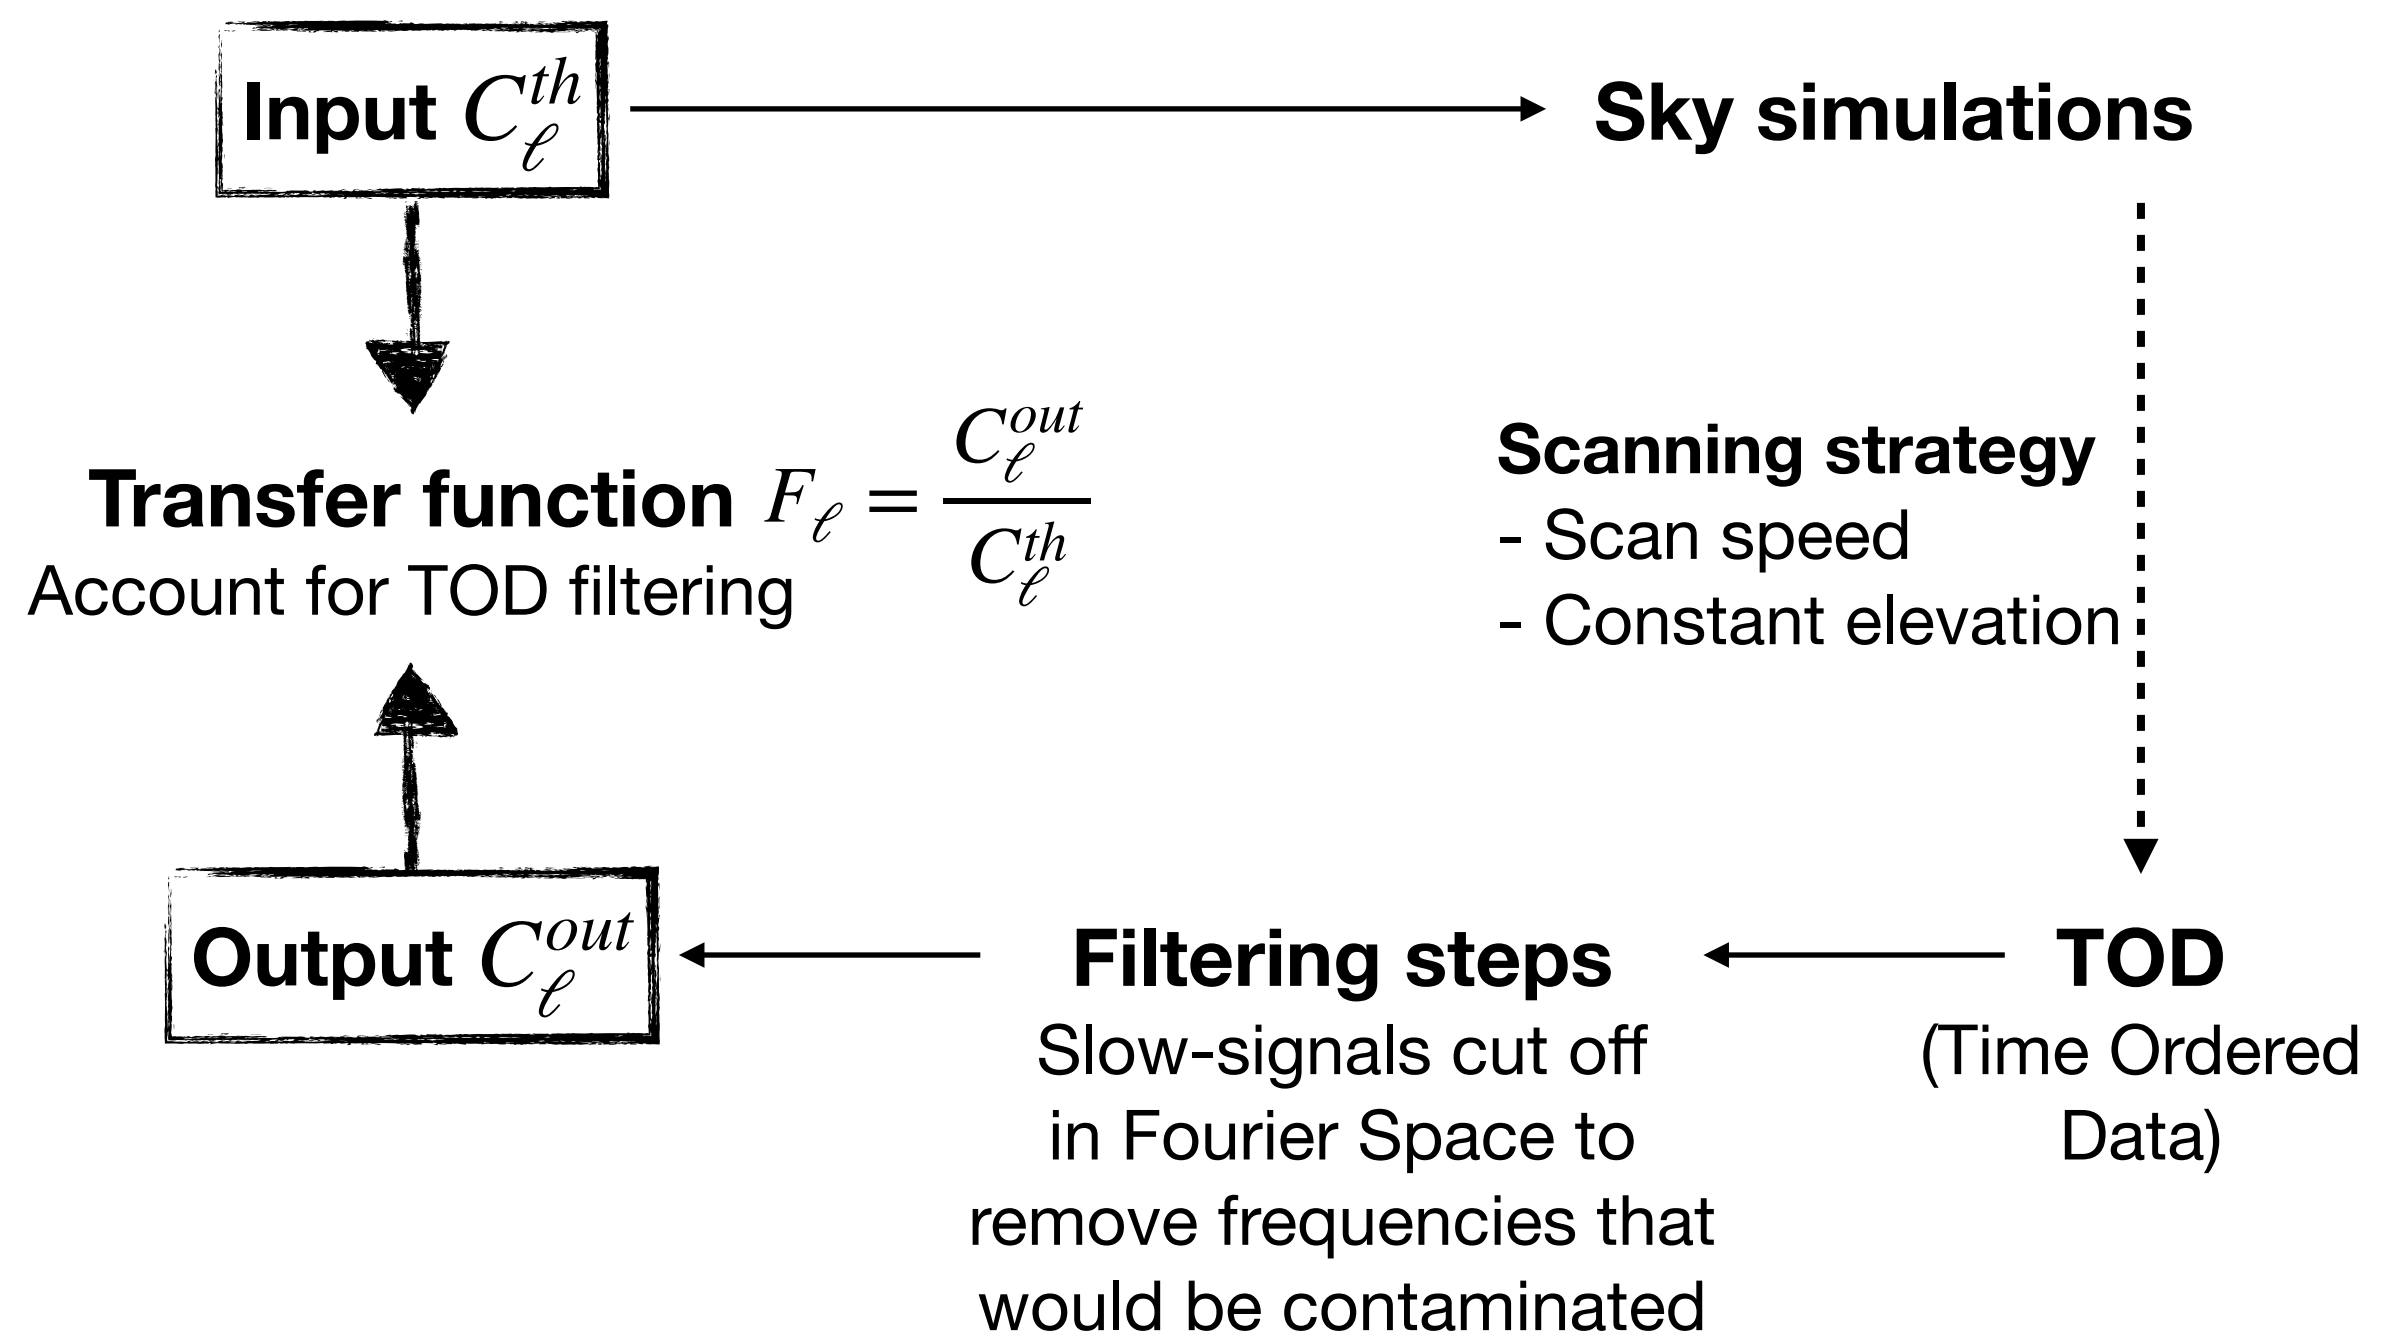 Input $C_{\ell}^{th}$
Sky simulations
Scanning strategy
- Scan speed
- Constant elevation
Transfer function $F_{\ell} = \frac{C_{\ell}^{out}}{C_{\ell}^{th}}$
Account for TOD filtering
Output $C_{\ell}^{out}$
Filtering steps
Slow-signals cut off
in Fourier Space to
remove frequencies that
would be contaminated
TOD
(Time Ordered
Data)